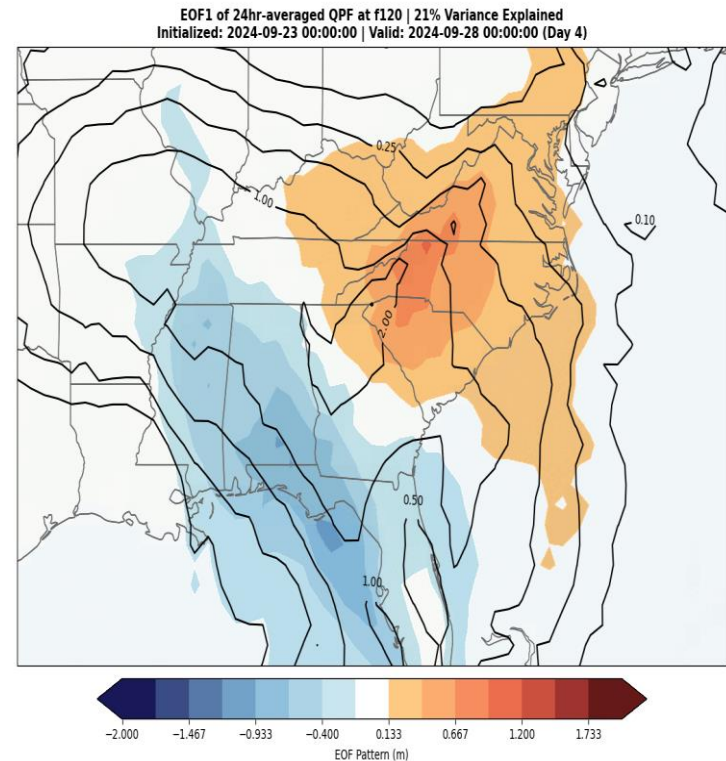 EOF1 of 24hr-averaged QPF at f120 | 21% Variance Explained
Initialized: 2024-09-23 00:00:00 | Valid: 2024-09-28 00:00:00 (Day 4)
0.25
1.00
0.10
2.00
0.50
1.00
−2.000 −1.467 −0.933 −0.400 0.133 0.667 1.200 1.733
EOF Pattern (m)